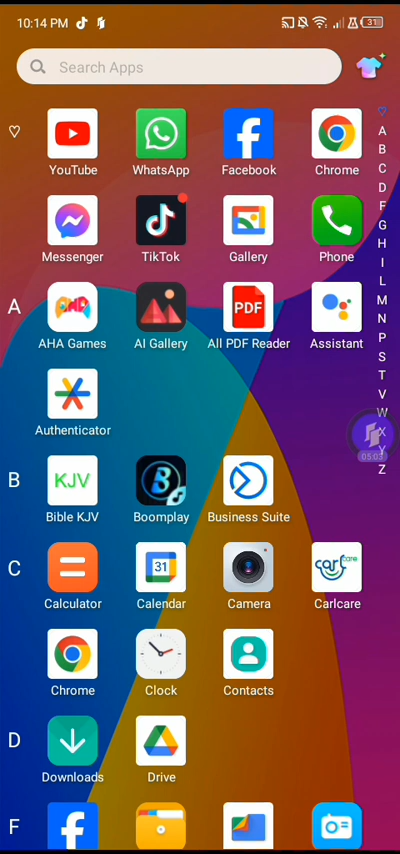 10:14 PM 31
Search Apps
YouTube WhatsApp Facebook Chrome
Messenger TikTok Gallery Phone
A PDF
AHA Games AI Gallery All PDF Reader Assistant
Authenticator
B KJV B
Bible KJV Boomplay Business Suite
C 31 carlcare
Calculator Calendar Camera Carlcare
Chrome Clock Contacts
D
Downloads Drive
F
A
B
C
D
F
G
H
I
L
M
N
P
S
T
V
W
X
Y
Z
05:03